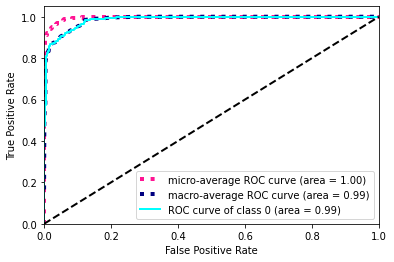 1.0
0.8
0.6
0.4
0.2
0.0
True Positive Rate
micro-average ROC curve (area = 1.00)
macro-average ROC curve (area = 0.99)
ROC curve of class 0 (area = 0.99)
0.0 0.2 0.4 0.6 0.8 1.0
False Positive Rate